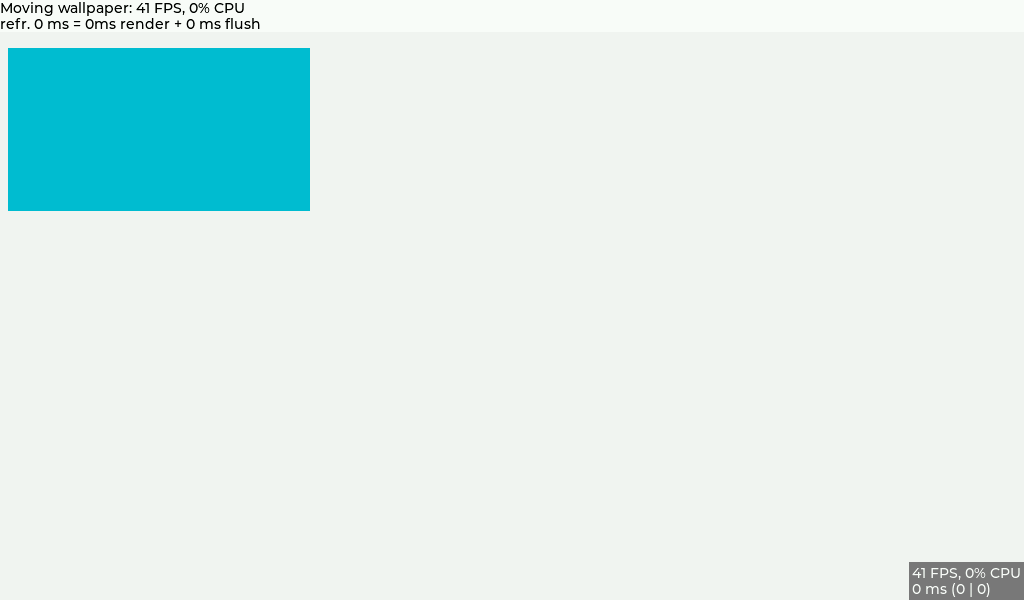 Moving wallpaper: 41 FPS, 0% CPU
refr. 0 ms = 0ms render + 0 ms flush
41 FPS, 0% CPU
0 ms (0 | 0)